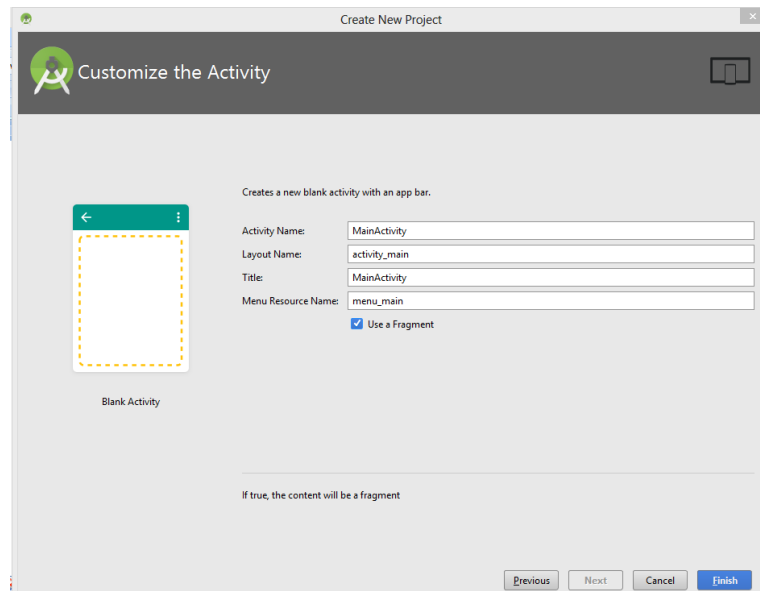 Create New Project
Customize the Activity
Creates a new blank activity with an app bar.
Activity Name: MainActivity
Layout Name: activity_main
Title: MainActivity
Menu Resource Name: menu_main
Use a Fragment
Blank Activity
If true, the content will be a fragment
Previous Next Cancel Finish